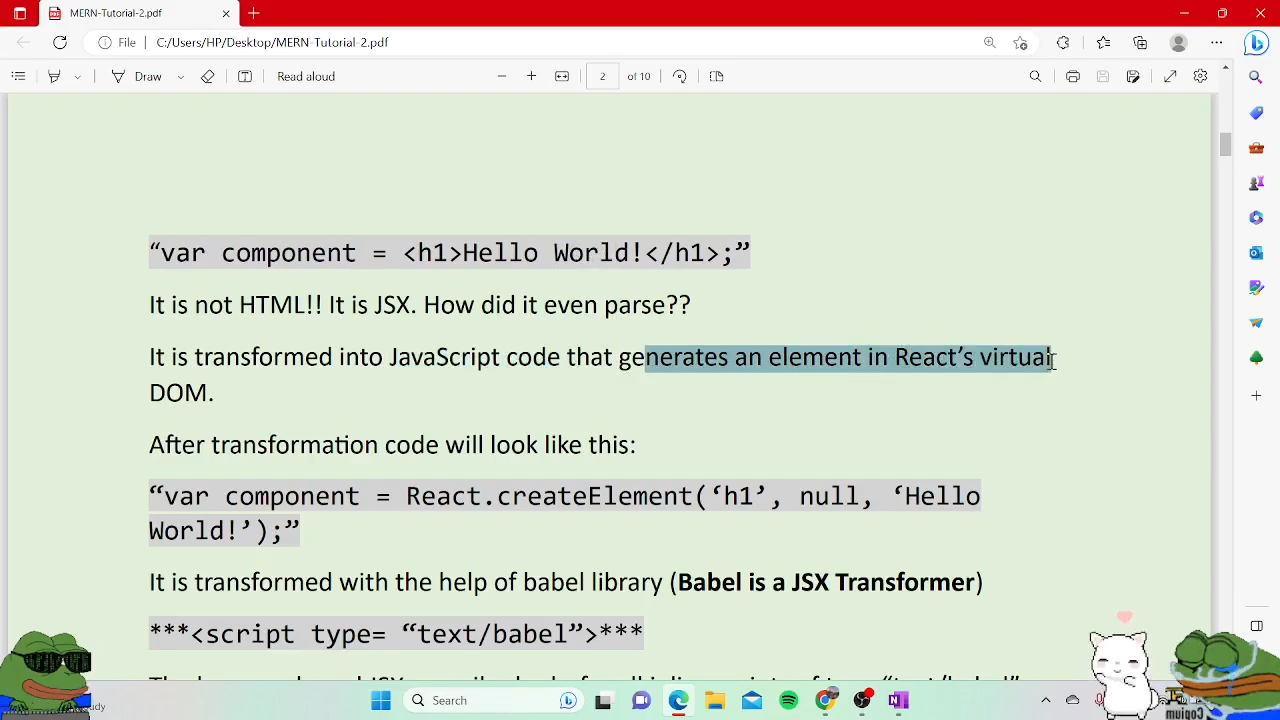 MERN-Tutorial-2.pdf
File C:/Users/HP/Desktop/MERN-Tutorial-2.pdf
Draw Read aloud 2 of 10
“var component = <h1>Hello World!</h1>;”
It is not HTML!! It is JSX. How did it even parse??
It is transformed into JavaScript code that generates an element in React’s virtual
DOM.
After transformation code will look like this:
“var component = React.createElement(‘h1’, null, ‘Hello
World!’);”
It is transformed with the help of babel library (Babel is a JSX Transformer)
***<script type= “text/babel”>***
Search